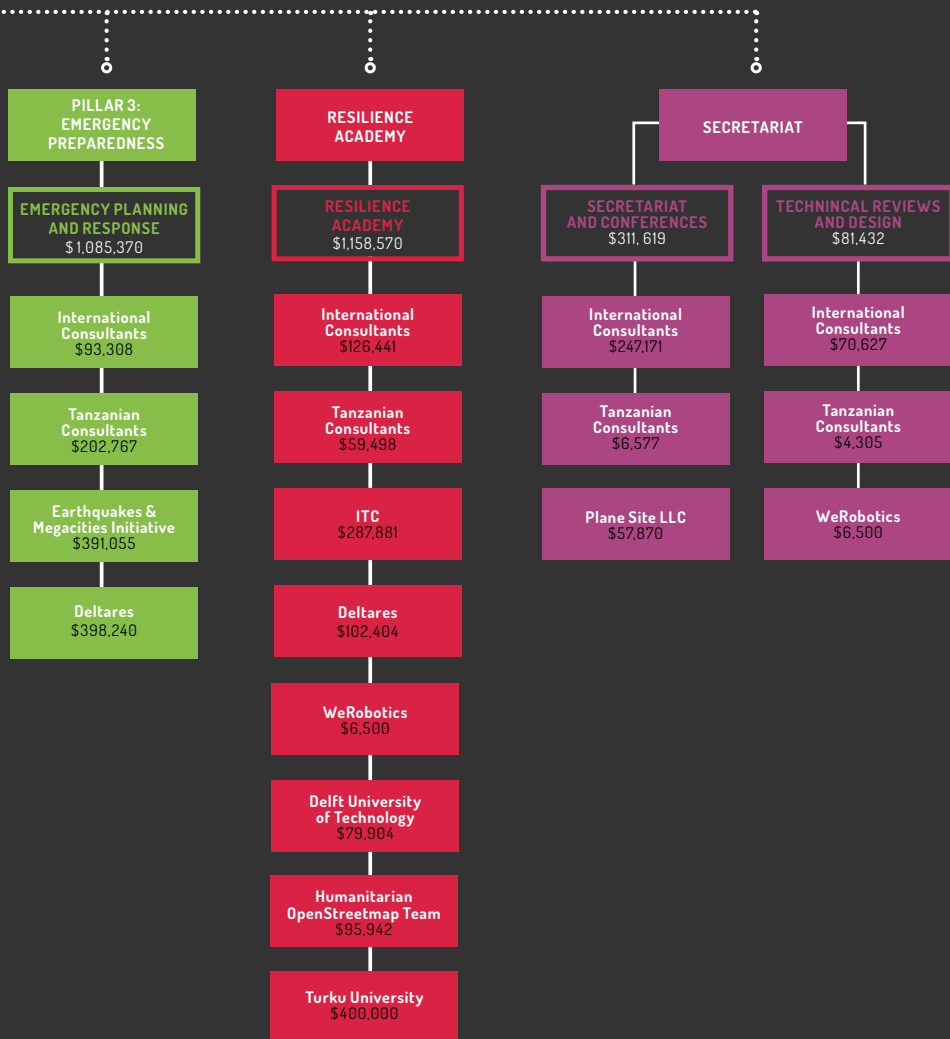 PILLAR 3:
EMERGENCY
PREPAREDNESS
EMERGENCY PLANNING
AND RESPONSE
$1,085,370
International
Consultants
$93,308
Tanzanian
Consultants
$202,767
Earthquakes &
Megacities Initiative
$391,055
Deltares
$398,240
RESILIENCE
ACADEMY
RESILIENCE
ACADEMY
$1,158,570
International
Consultants
$126,441
Tanzanian
Consultants
$59,498
ITC
$287,881
Deltares
$102,404
WeRobotics
$6,500
Delft University
of Technology
$79,904
Humanitarian
OpenStreetmap Team
$95,942
Turku University
$400,000
SECRETARIAT
SECRETARIAT
AND CONFERENCES
$311, 619
International
Consultants
$247,171
Tanzanian
Consultants
$6,577
Plane Site LLC
$57,870
TECHNINCAL REVIEWS
AND DESIGN
$81,432
International
Consultants
$70,627
Tanzanian
Consultants
$4,305
WeRobotics
$6,500